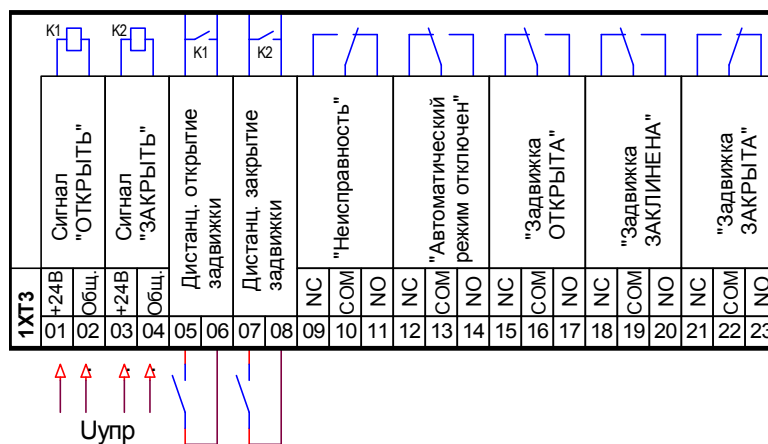 K1
K2
K1
K2
Сигнал
"ОТКРЫТЬ"
Сигнал
"ЗАКРЫТЬ"
Дистанц. открытие
задвижки
Дистанц. закрытие
задвижки
"Неисправность"
"Автоматический
режим отключен"
"Задвижка
ОТКРЫТА"
"Задвижка
ЗАКЛИНЕНА"
"Задвижка
ЗАКРЫТА"
1XT3
+24В
Общ.
+24В
Общ.
NC
COM
NO
NC
COM
NO
NC
COM
NO
NC
COM
NO
NC
COM
NO
01 02 03 04 05 06 07 08 09 10 11 12 13 14 15 16 17 18 19 20 21 22 23
Uупр